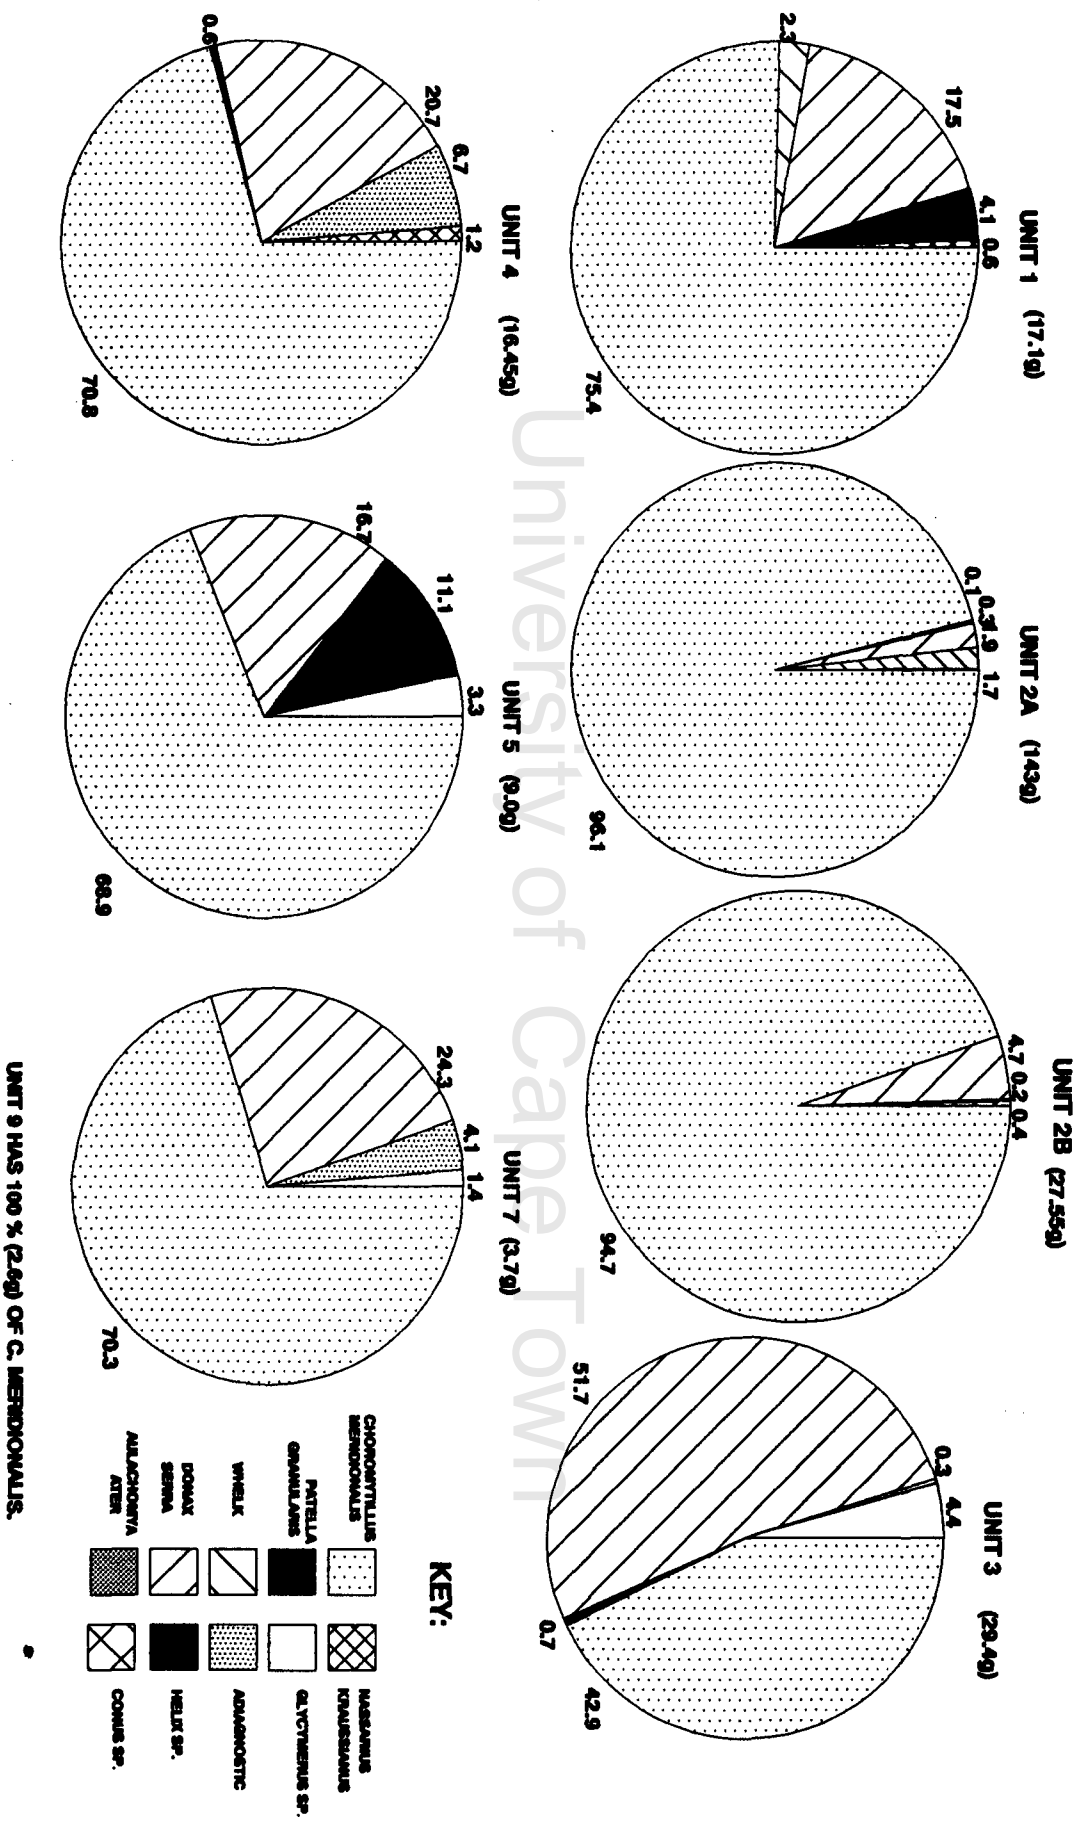 UNIT 1 (17.1g)
2.3
17.5
4.1
0.6
75.4
UNIT 2A (143g)
0.1
0.3
1.9
1.7
96.1
UNIT 2B (27.55g)
4.7
0.2
0.4
94.7
UNIT 3 (29.4g)
51.7
0.3
4.4
0.7
42.9
University of Cape Town
UNIT 4 (16.45g)
0.6
20.7
6.7
1.2
70.8
UNIT 5 (9.0g)
16.7
11.1
3.3
68.9
UNIT 7 (3.7g)
24.3
4.1
1.4
70.3
KEY:
CHOROMYTILUS
MERIDIONALIS
NASSARIUS
KRAUSSIANUS
PATELLA
GRANULARIS
GLYCYMERUS SP.
WHELK
ADIAGNOSTIC
DONAX
SERRA
HELIX SP.
AULACHOMYA
ATER
CONUS SP.
UNIT 9 HAS 100 % (2.6g) OF C. MERIDIONALIS.